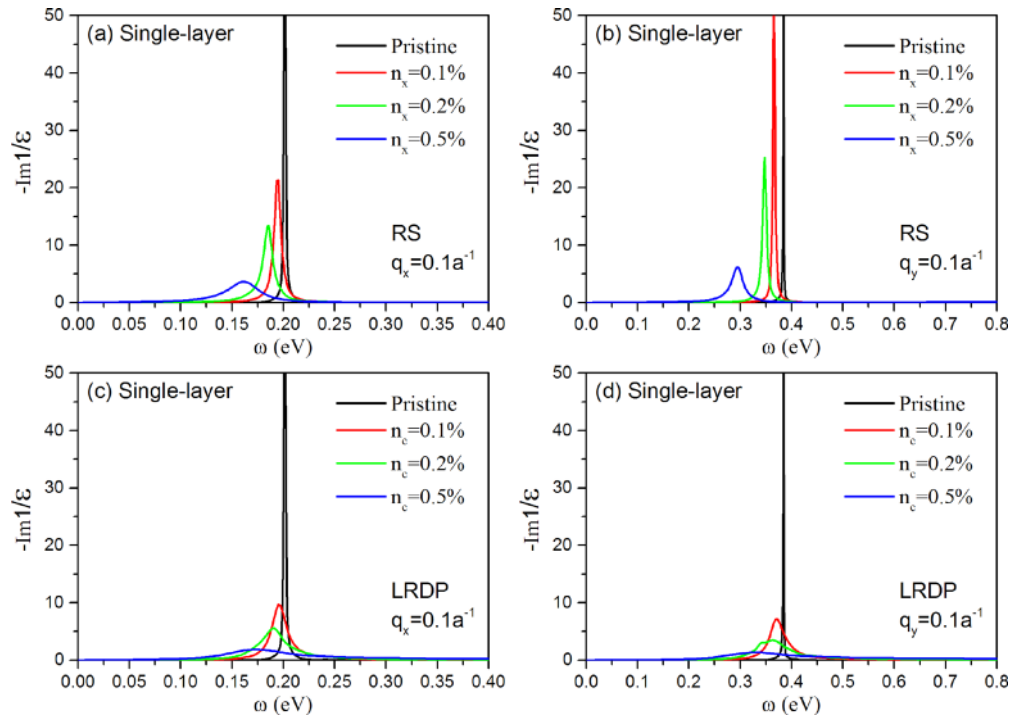 (a) Single-layer
Pristine
nₓ=0.1%
nₓ=0.2%
nₓ=0.5%
RS
qₓ=0.1a⁻¹
-Im1/ε
50
40
30
20
10
0
0.00 0.05 0.10 0.15 0.20 0.25 0.30 0.35 0.40
ω (eV)
(b) Single-layer
Pristine
nₓ=0.1%
nₓ=0.2%
nₓ=0.5%
RS
q_y=0.1a⁻¹
-Im1/ε
50
40
30
20
10
0
0.0 0.1 0.2 0.3 0.4 0.5 0.6 0.7 0.8
ω (eV)
(c) Single-layer
Pristine
n_c=0.1%
n_c=0.2%
n_c=0.5%
LRDP
qₓ=0.1a⁻¹
-Im1/ε
50
40
30
20
10
0
0.00 0.05 0.10 0.15 0.20 0.25 0.30 0.35 0.40
ω (eV)
(d) Single-layer
Pristine
n_c=0.1%
n_c=0.2%
n_c=0.5%
LRDP
q_y=0.1a⁻¹
-Im1/ε
50
40
30
20
10
0
0.0 0.1 0.2 0.3 0.4 0.5 0.6 0.7 0.8
ω (eV)